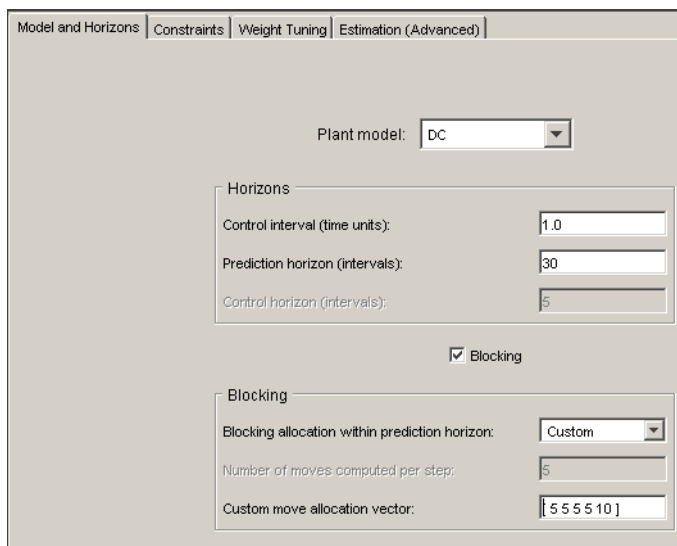 Model and Horizons Constraints Weight Tuning Estimation (Advanced)
Plant model: DC
Horizons
Control interval (time units): 1.0
Prediction horizon (intervals): 30
Control horizon (intervals): 5
Blocking
Blocking
Blocking allocation within prediction horizon: Custom
Number of moves computed per step: 5
Custom move allocation vector: [ 5 5 5 5 10 ]